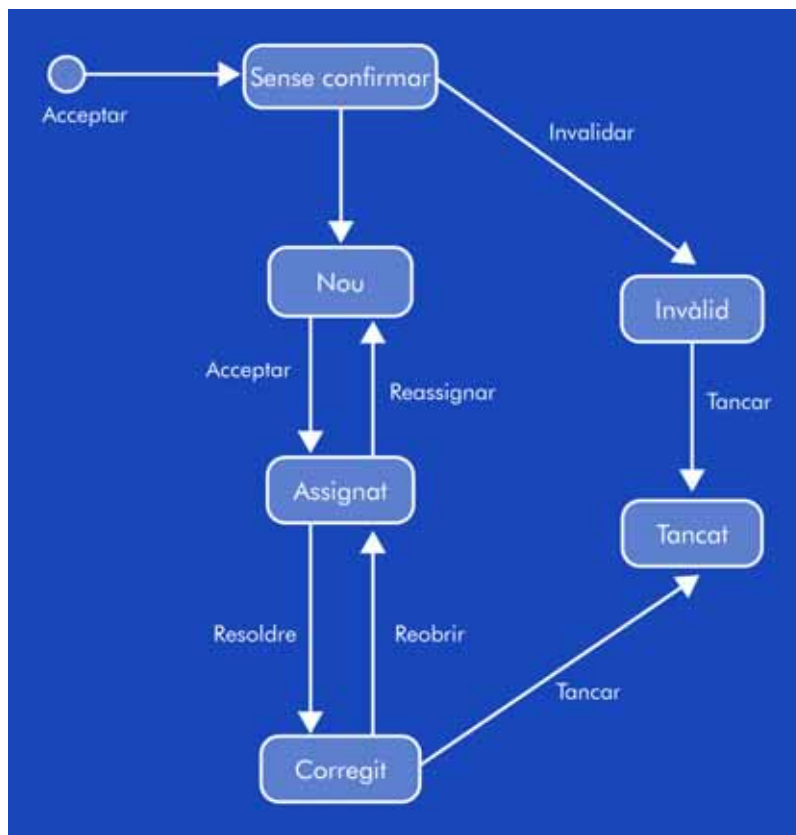 Sense confirmar
Acceptar
Invalidar
Nou
Invàlid
Acceptar
Reassignar
Tancar
Assignat
Tancat
Resoldre
Reobrir
Tancar
Corregit